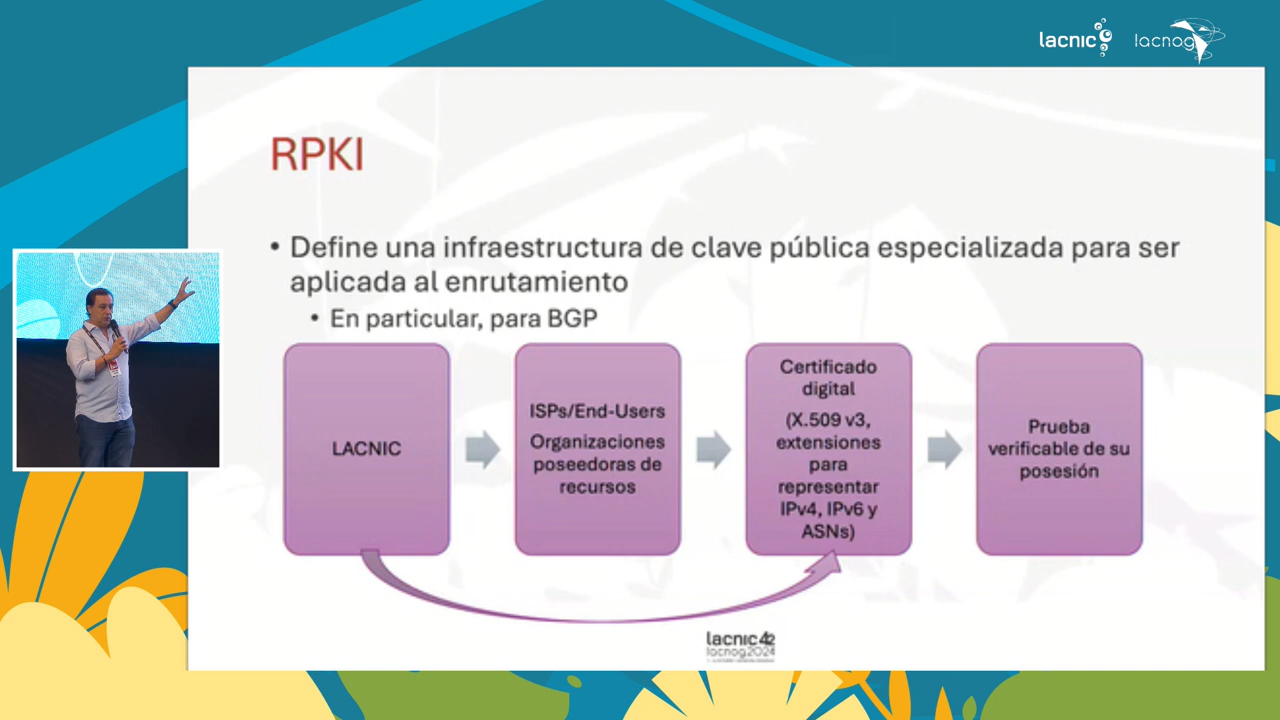 lacnic
lacnog
RPKI
• Define una infraestructura de clave pública especializada para ser
aplicada al enrutamiento
• En particular, para BGP
LACNIC
ISPs/End-Users
Organizaciones
poseedoras de
recursos
Certificado
digital
(X.509 v3,
extensiones
para
representar
IPv4, IPv6 y
ASNs)
Prueba
verificable de su
posesión
lacnic42
lacnog2024